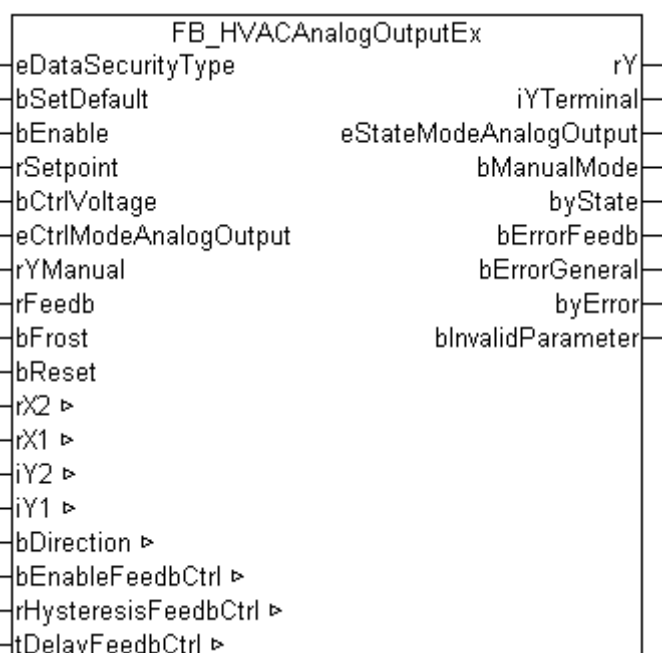 FB_HVACAnalogOutputEx
eDataSecurityType rY
bSetDefault iYTerminal
bEnable eStateModeAnalogOutput
rSetpoint bManualMode
bCtrlVoltage byState
eCtrlModeAnalogOutput bErrorFeedb
rYManual bErrorGeneral
rFeedb byError
bFrost bInvalidParameter
bReset
rX2 ▹
rX1 ▹
iY2 ▹
iY1 ▹
bDirection ▹
bEnableFeedbCtrl ▹
rHysteresisFeedbCtrl ▹
tDelayFeedbCtrl ▹